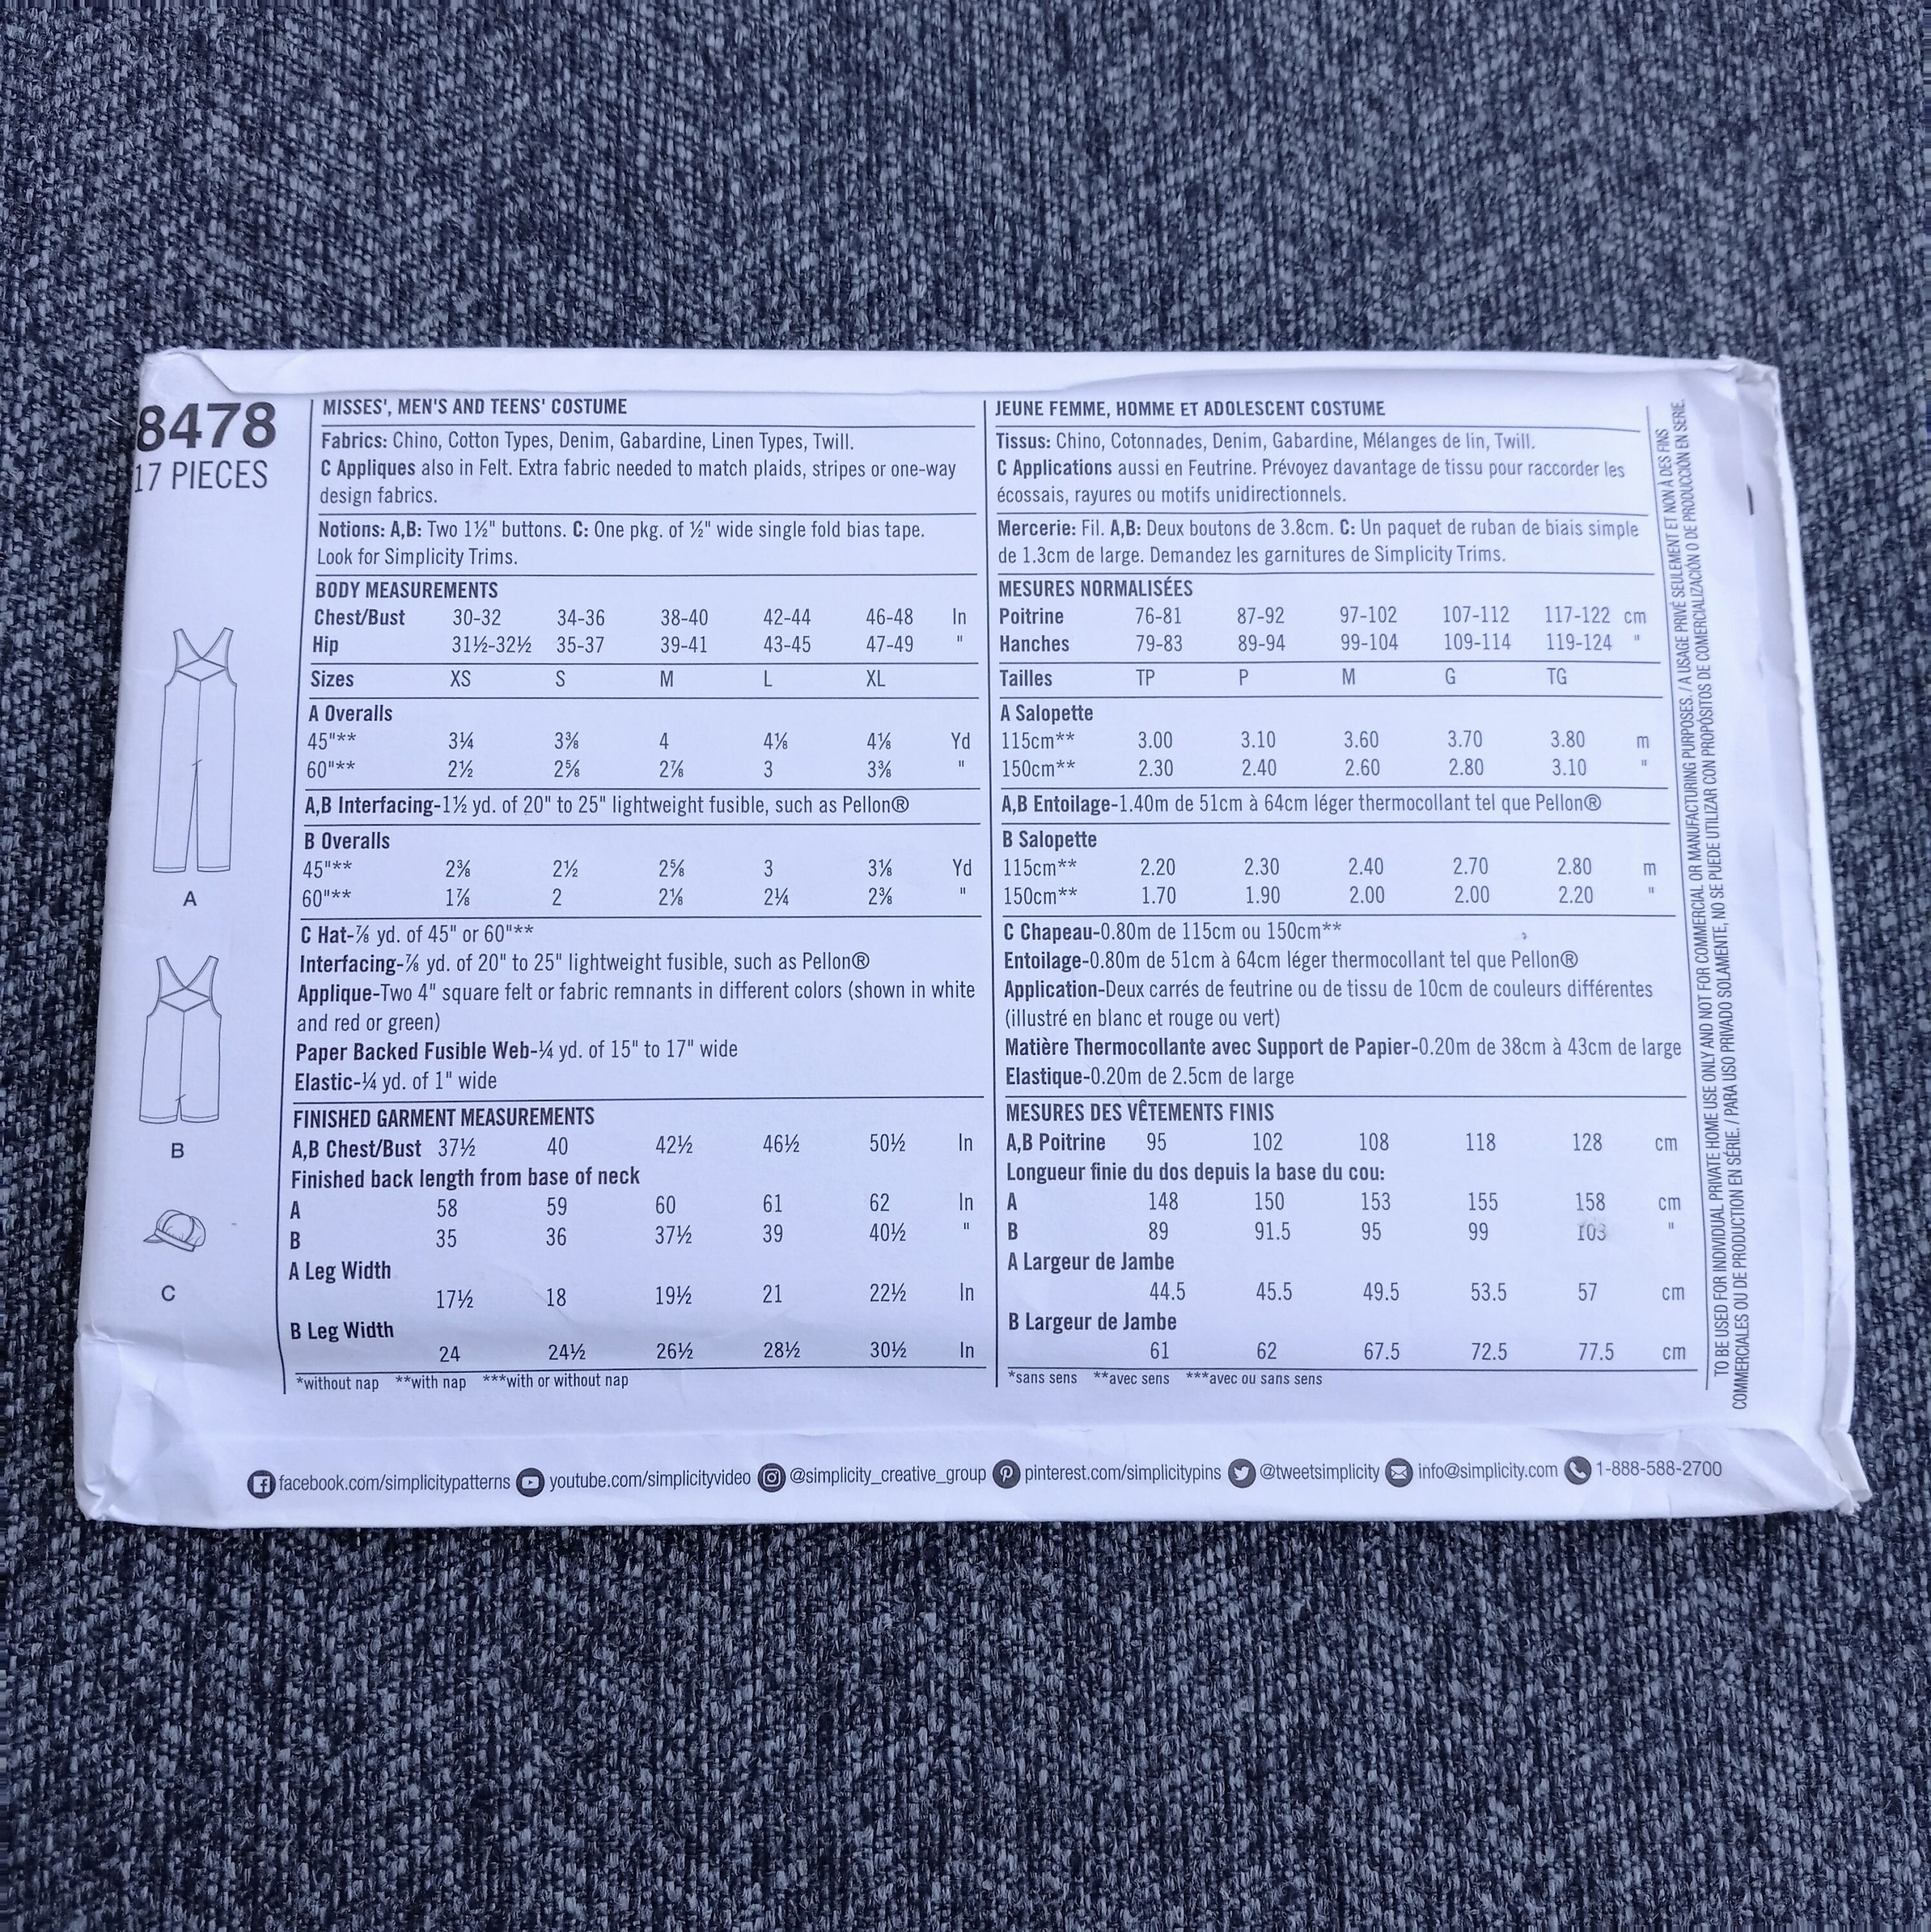 8478
17 PIECES
A
B
C
MISSES', MEN'S AND TEENS' COSTUME
Fabrics: Chino, Cotton Types, Denim, Gabardine, Linen Types, Twill.
C Appliques also in Felt. Extra fabric needed to match plaids, stripes or one-way
design fabrics.
Notions: A,B: Two 1½" buttons. C: One pkg. of ½" wide single fold bias tape.
Look for Simplicity Trims.
BODY MEASUREMENTS
Chest/Bust 30-32 34-36 38-40 42-44 46-48 In
Hip 31½-32½ 35-37 39-41 43-45 47-49 "
Sizes XS S M L XL
A Overalls
45"** 3¼ 3⅜ 4 4⅛ 4⅛ Yd
60"** 2½ 2⅝ 2⅞ 3 3⅜ "
A,B Interfacing-1½ yd. of 20" to 25" lightweight fusible, such as Pellon®
B Overalls
45"** 2⅜ 2½ 2⅝ 3 3⅛ Yd
60"** 1⅞ 2 2⅛ 2¼ 2⅜ "
C Hat-⅞ yd. of 45" or 60"**
Interfacing-⅞ yd. of 20" to 25" lightweight fusible, such as Pellon®
Applique-Two 4" square felt or fabric remnants in different colors (shown in white
and red or green)
Paper Backed Fusible Web-¼ yd. of 15" to 17" wide
Elastic-¼ yd. of 1" wide
FINISHED GARMENT MEASUREMENTS
A,B Chest/Bust 37½ 40 42½ 46½ 50½ In
Finished back length from base of neck
A 58 59 60 61 62 In
B 35 36 37½ 39 40½ "
A Leg Width
17½ 18 19½ 21 22½ In
B Leg Width
24 24½ 26½ 28½ 30½ In
*without nap **with nap ***with or without nap
JEUNE FEMME, HOMME ET ADOLESCENT COSTUME
Tissus: Chino, Cotonnades, Denim, Gabardine, Mélanges de lin, Twill.
C Applications aussi en Feutrine. Prévoyez davantage de tissu pour raccorder les
écossais, rayures ou motifs unidirectionnels.
Mercerie: Fil. A,B: Deux boutons de 3.8cm. C: Un paquet de ruban de biais simple
de 1.3cm de large. Demandez les garnitures de Simplicity Trims.
MESURES NORMALISÉES
Poitrine 76-81 87-92 97-102 107-112 117-122 cm
Hanches 79-83 89-94 99-104 109-114 119-124 "
Tailles TP P M G TG
A Salopette
115cm** 3.00 3.10 3.60 3.70 3.80 m
150cm** 2.30 2.40 2.60 2.80 3.10 "
A,B Entoilage-1.40m de 51cm à 64cm léger thermocollant tel que Pellon®
B Salopette
115cm** 2.20 2.30 2.40 2.70 2.80 m
150cm** 1.70 1.90 2.00 2.00 2.20 "
C Chapeau-0.80m de 115cm ou 150cm**
Entoilage-0.80m de 51cm à 64cm léger thermocollant tel que Pellon®
Application-Deux carrés de feutrine ou de tissu de 10cm de couleurs différentes
(illustré en blanc et rouge ou vert)
Matière Thermocollante avec Support de Papier-0.20m de 38cm à 43cm de large
Elastique-0.20m de 2.5cm de large
MESURES DES VÊTEMENTS FINIS
A,B Poitrine 95 102 108 118 128 cm
Longueur finie du dos depuis la base du cou:
A 148 150 153 155 158 cm
B 89 91.5 95 99 103 "
A Largeur de Jambe
44.5 45.5 49.5 53.5 57 cm
B Largeur de Jambe
61 62 67.5 72.5 77.5 cm
*sans sens **avec sens ***avec ou sans sens
TO BE USED FOR INDIVIDUAL PRIVATE HOME USE ONLY AND NOT FOR COMMERCIAL OR MANUFACTURING PURPOSES. / A USAGE PRIVÉ SEULEMENT ET NON À DES FINS
COMMERCIALES OU DE PRODUCTION EN SÉRIE. / PARA USO PRIVADO SOLAMENTE, NO SE PUEDE UTILIZAR CON PROPÓSITOS DE COMERCIALIZACIÓN O DE PRODUCCIÓN EN SERIE.
facebook.com/simplicitypatterns youtube.com/simplicityvideo @simplicity_creative_group pinterest.com/simplicitypins @tweetsimplicity info@simplicity.com 1-888-588-2700